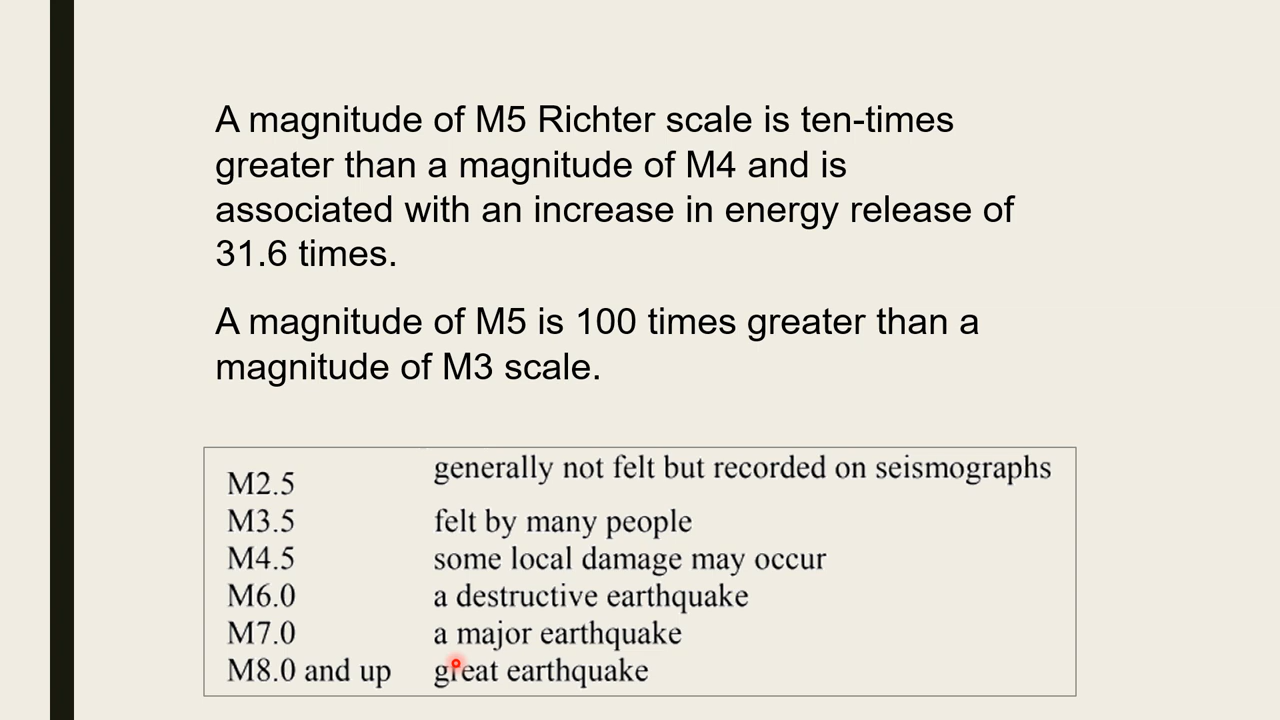 A magnitude of M5 Richter scale is ten-times
greater than a magnitude of M4 and is
associated with an increase in energy release of
31.6 times.
A magnitude of M5 is 100 times greater than a
magnitude of M3 scale.
M2.5 generally not felt but recorded on seismographs
M3.5 felt by many people
M4.5 some local damage may occur
M6.0 a destructive earthquake
M7.0 a major earthquake
M8.0 and up great earthquake